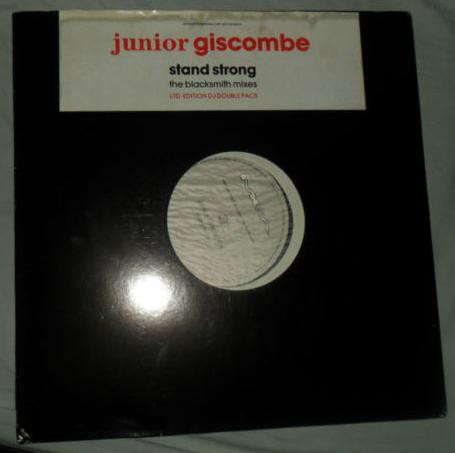 junior giscombe
stand strong
the blacksmith mixes
LTD. EDITION DJ DOUBLE PACK